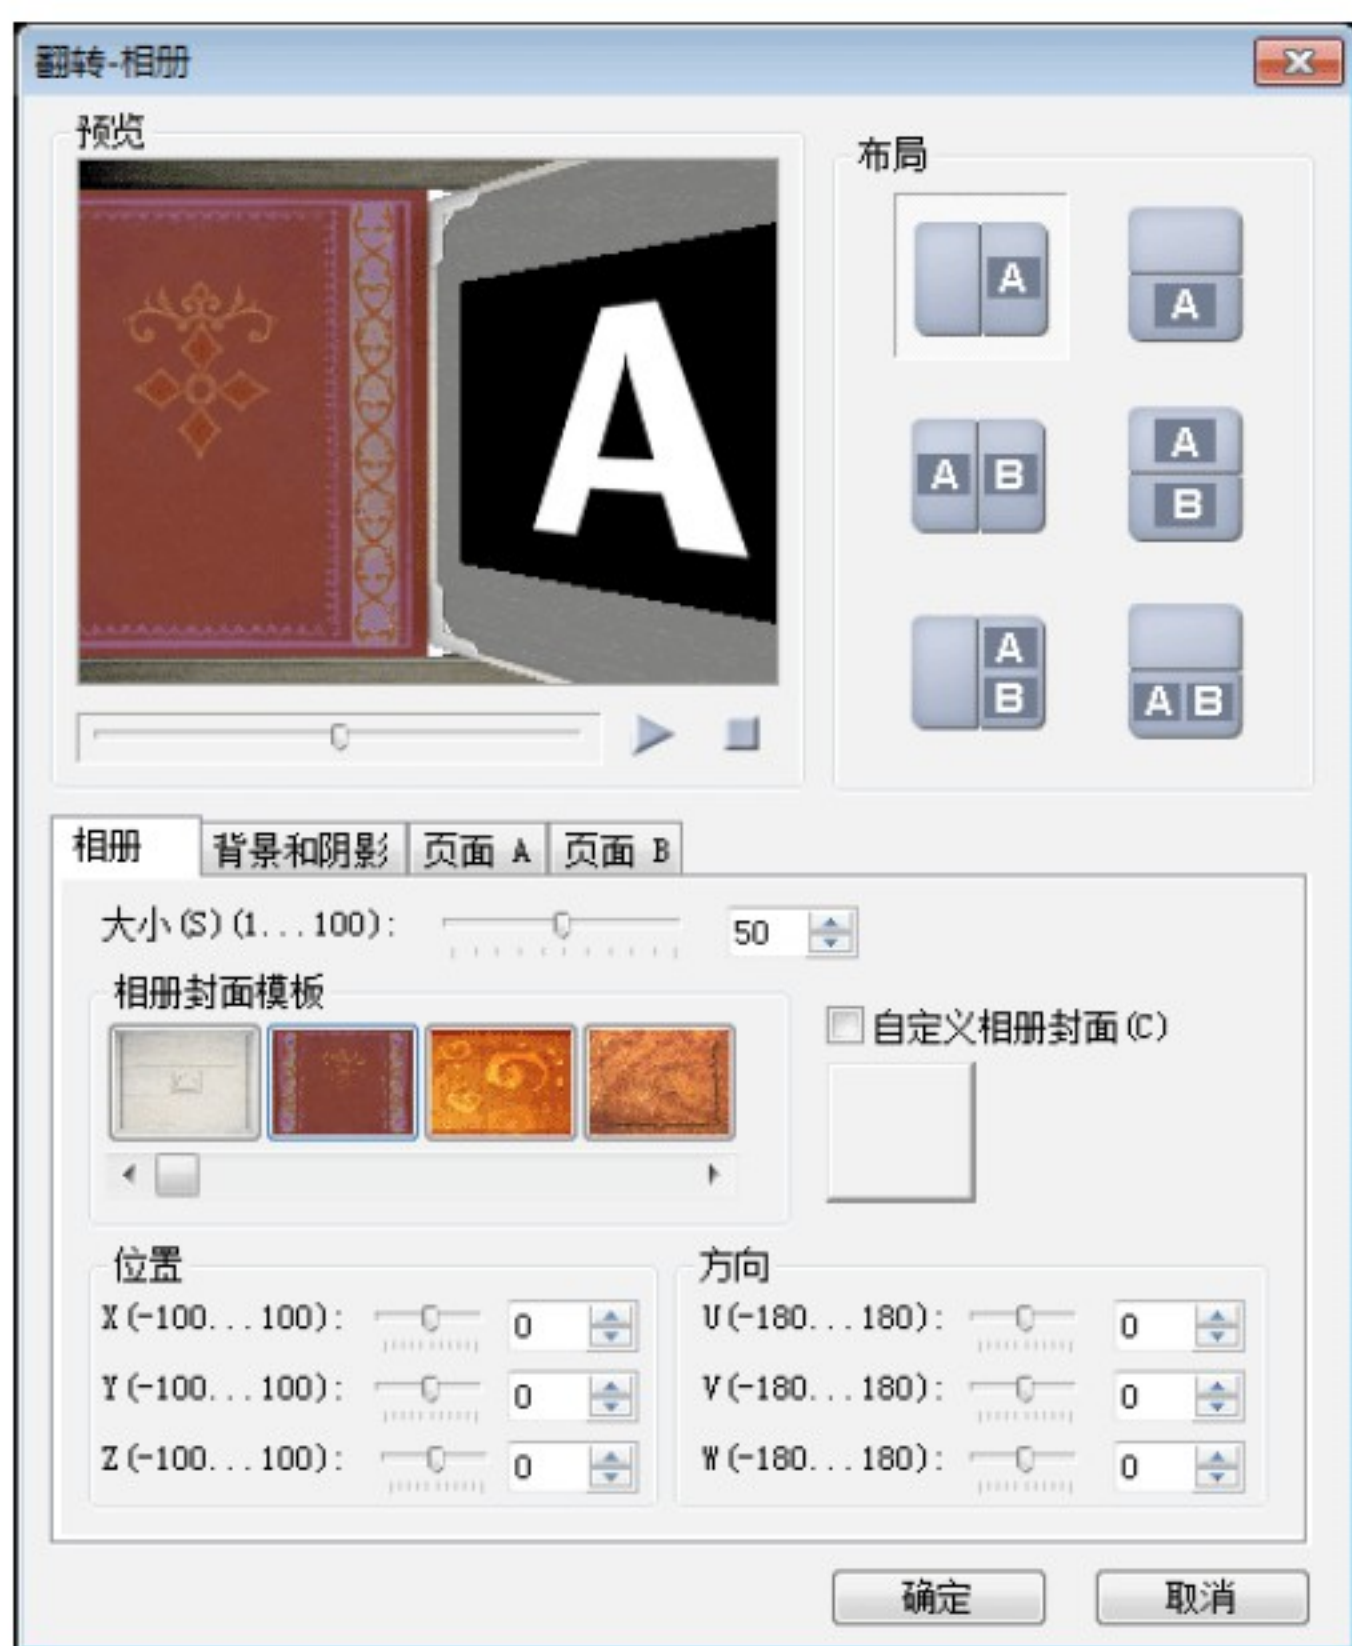 翻转-相册
预览
A
布局
A
A
A B
A
B
A
B
A B
相册
背景和阴影
页面 A
页面 B
大小(S)(1...100):
50
相册封面模板
自定义相册封面(C)
位置
X(-100...100):
0
Y(-100...100):
0
Z(-100...100):
0
方向
U(-180...180):
0
V(-180...180):
0
W(-180...180):
0
确定
取消